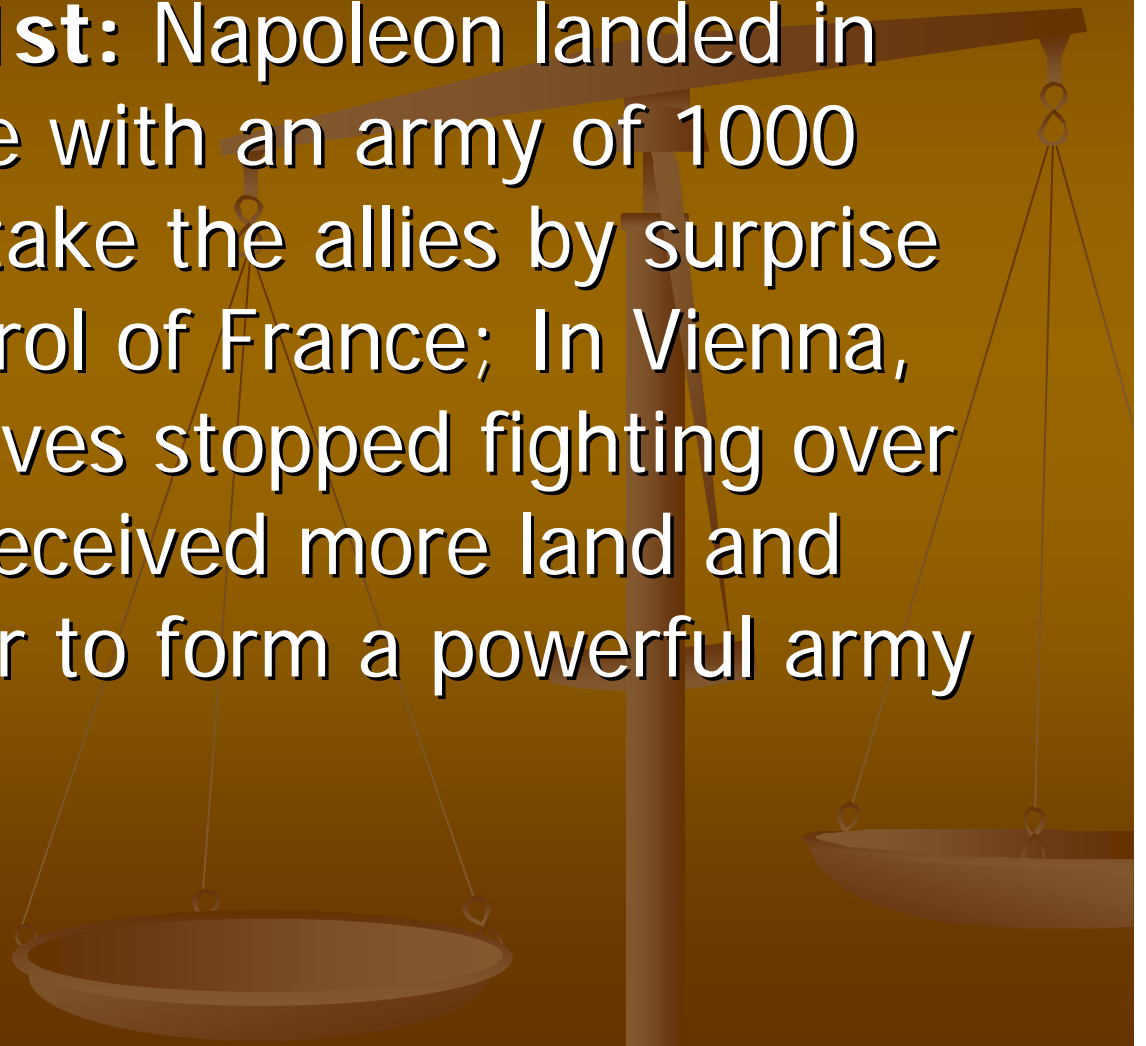 1st: Napoleon landed in
e with an army of 1000
take the allies by surprise
rol of France; In Vienna,
ves stopped fighting over
eceived more land and
r to form a powerful army